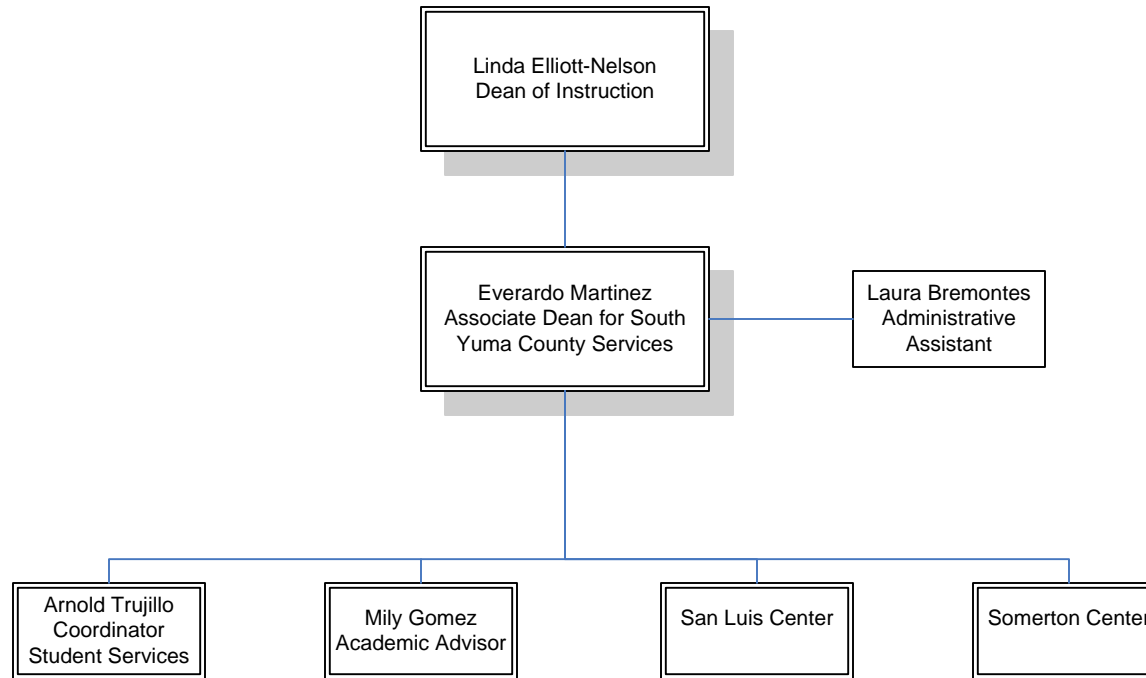 Linda Elliott-Nelson
Dean of Instruction
Everardo Martinez
Associate Dean for South
Yuma County Services
Laura Bremontes
Administrative
Assistant
Arnold Trujillo
Coordinator
Student Services
Mily Gomez
Academic Advisor
San Luis Center
Somerton Center